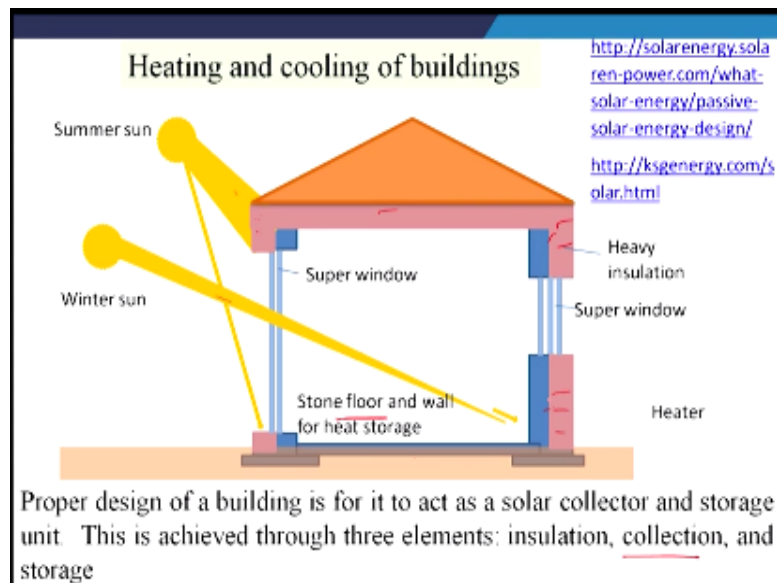 Heating and cooling of buildings
http://solarenergy.sola
ren-power.com/what-
solar-energy/passive-
solar-energy-design/
http://ksgenergy.com/s
olar.html
Summer sun
Winter sun
Super window
Heavy
insulation
Super window
Stone floor and wall
for heat storage
Heater
Proper design of a building is for it to act as a solar collector and storage
unit. This is achieved through three elements: insulation, collection, and
storage